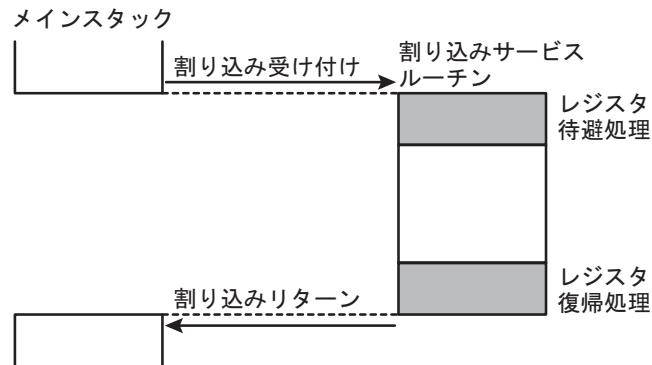 メインスタック
割り込み受け付け
割り込みサービス
ルーチン
レジスタ
待避処理
レジスタ
復帰処理
割り込みリターン